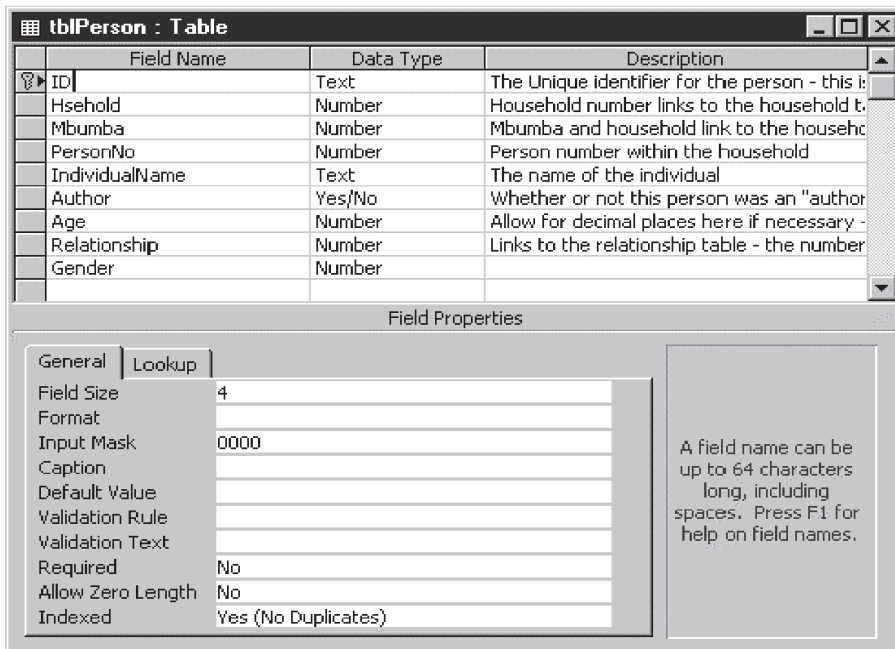 tblPerson : Table
Field Name Data Type Description
ID Text The Unique identifier for the person - this is
Hsehold Number Household number links to the household t
Mbumba Number Mbumba and household link to the househo
PersonNo Number Person number within the household
IndividualName Text The name of the individual
Author Yes/No Whether or not this person was an "author
Age Number Allow for decimal places here if necessary -
Relationship Number Links to the relationship table - the number
Gender Number
Field Properties
General Lookup
Field Size 4
Format
Input Mask 0000
Caption
Default Value
Validation Rule
Validation Text
Required No
Allow Zero Length No
Indexed Yes (No Duplicates)
A field name can be
up to 64 characters
long, including
spaces. Press F1 for
help on field names.